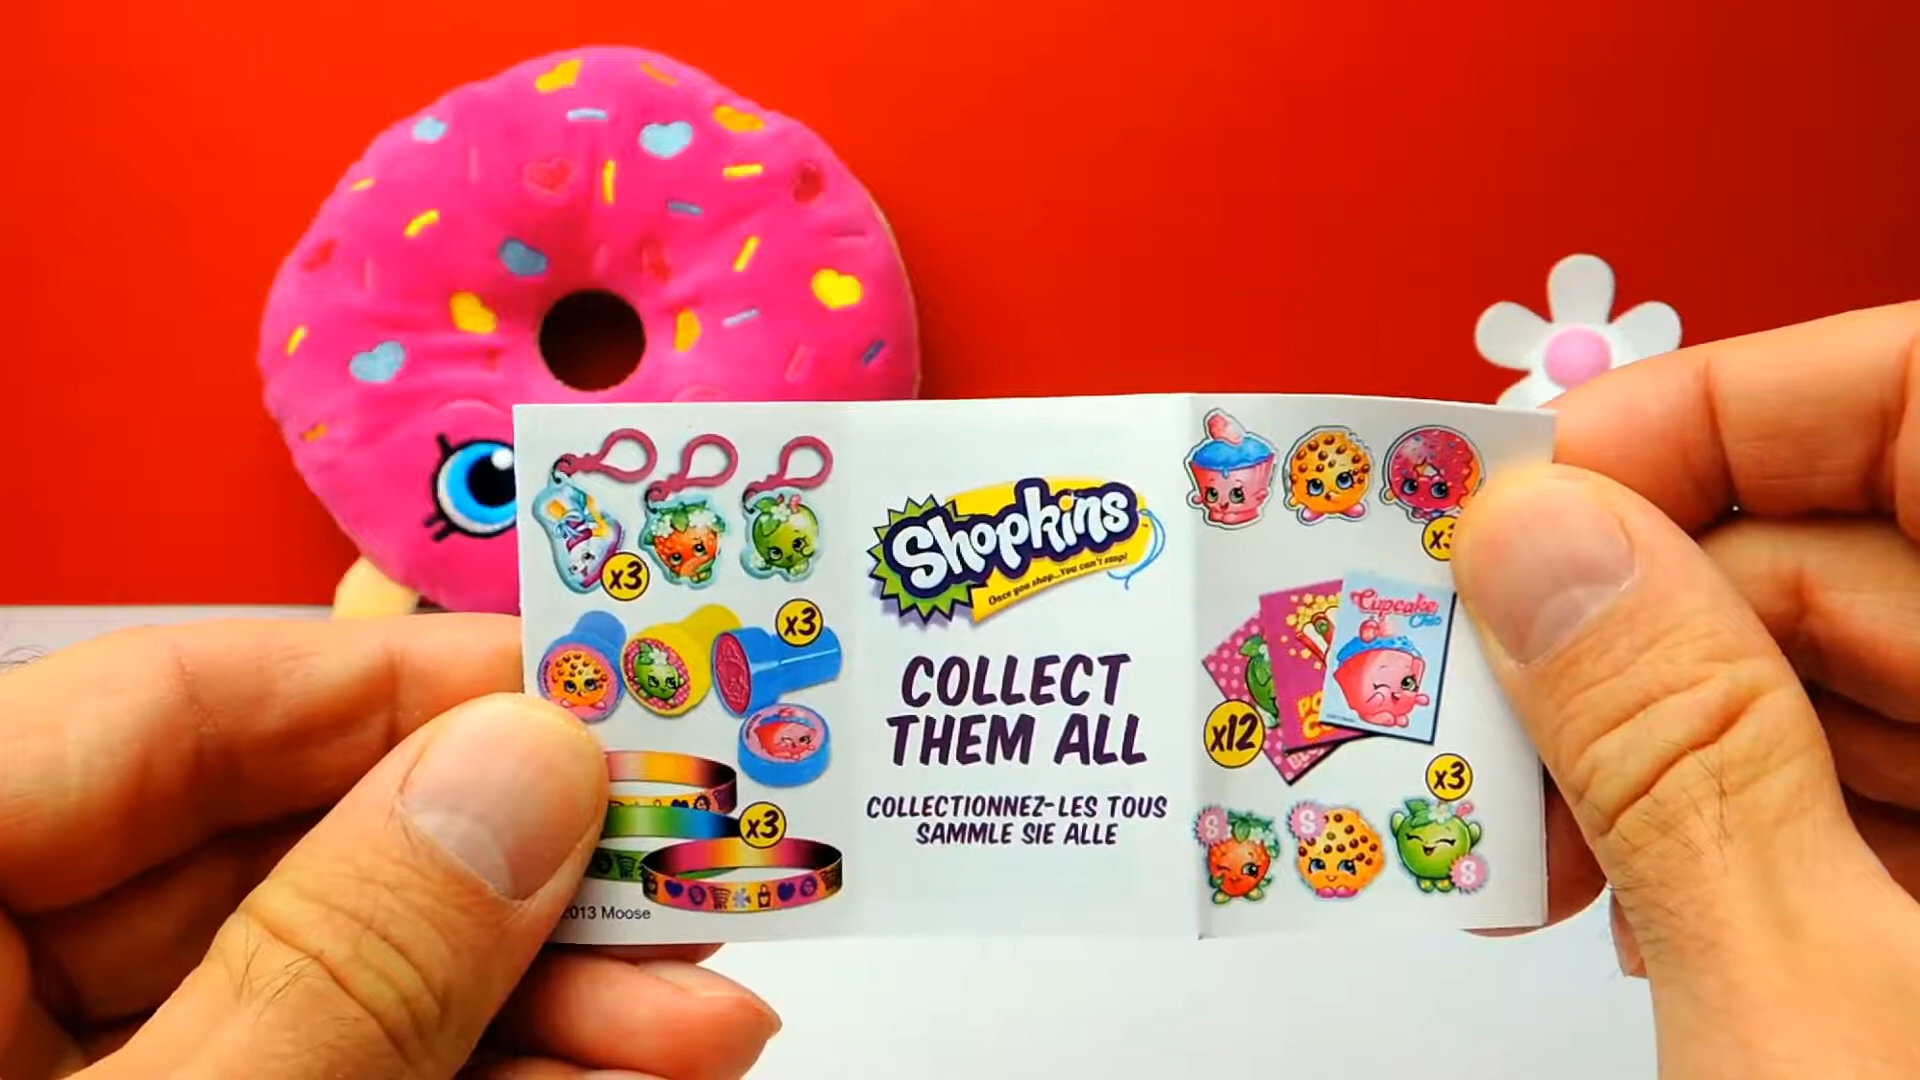 x3
x3
x3
2013 Moose
Shopkins
Once you shop...You can't stop!
COLLECT
THEM ALL
COLLECTIONNEZ-LES TOUS
SAMMLE SIE ALLE
Cupcake
Chic
x12
x3
S
S
S